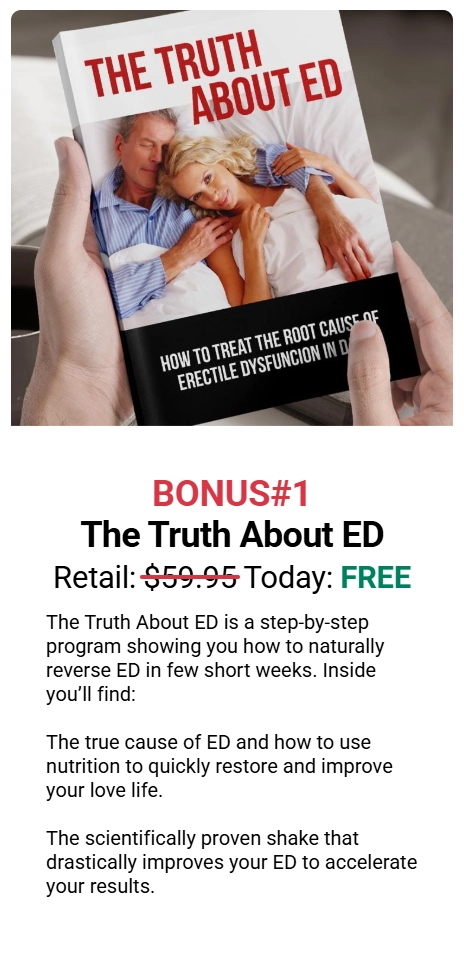 THE TRUTH
ABOUT ED
HOW TO TREAT THE ROOT CAUSE OF
ERECTILE DYSFUNCION IN
BONUS#1
The Truth About ED
Retail: $59.95 Today: FREE
The Truth About ED is a step-by-step
program showing you how to naturally
reverse ED in few short weeks. Inside
you’ll find:
The true cause of ED and how to use
nutrition to quickly restore and improve
your love life.
The scientifically proven shake that
drastically improves your ED to accelerate
your results.